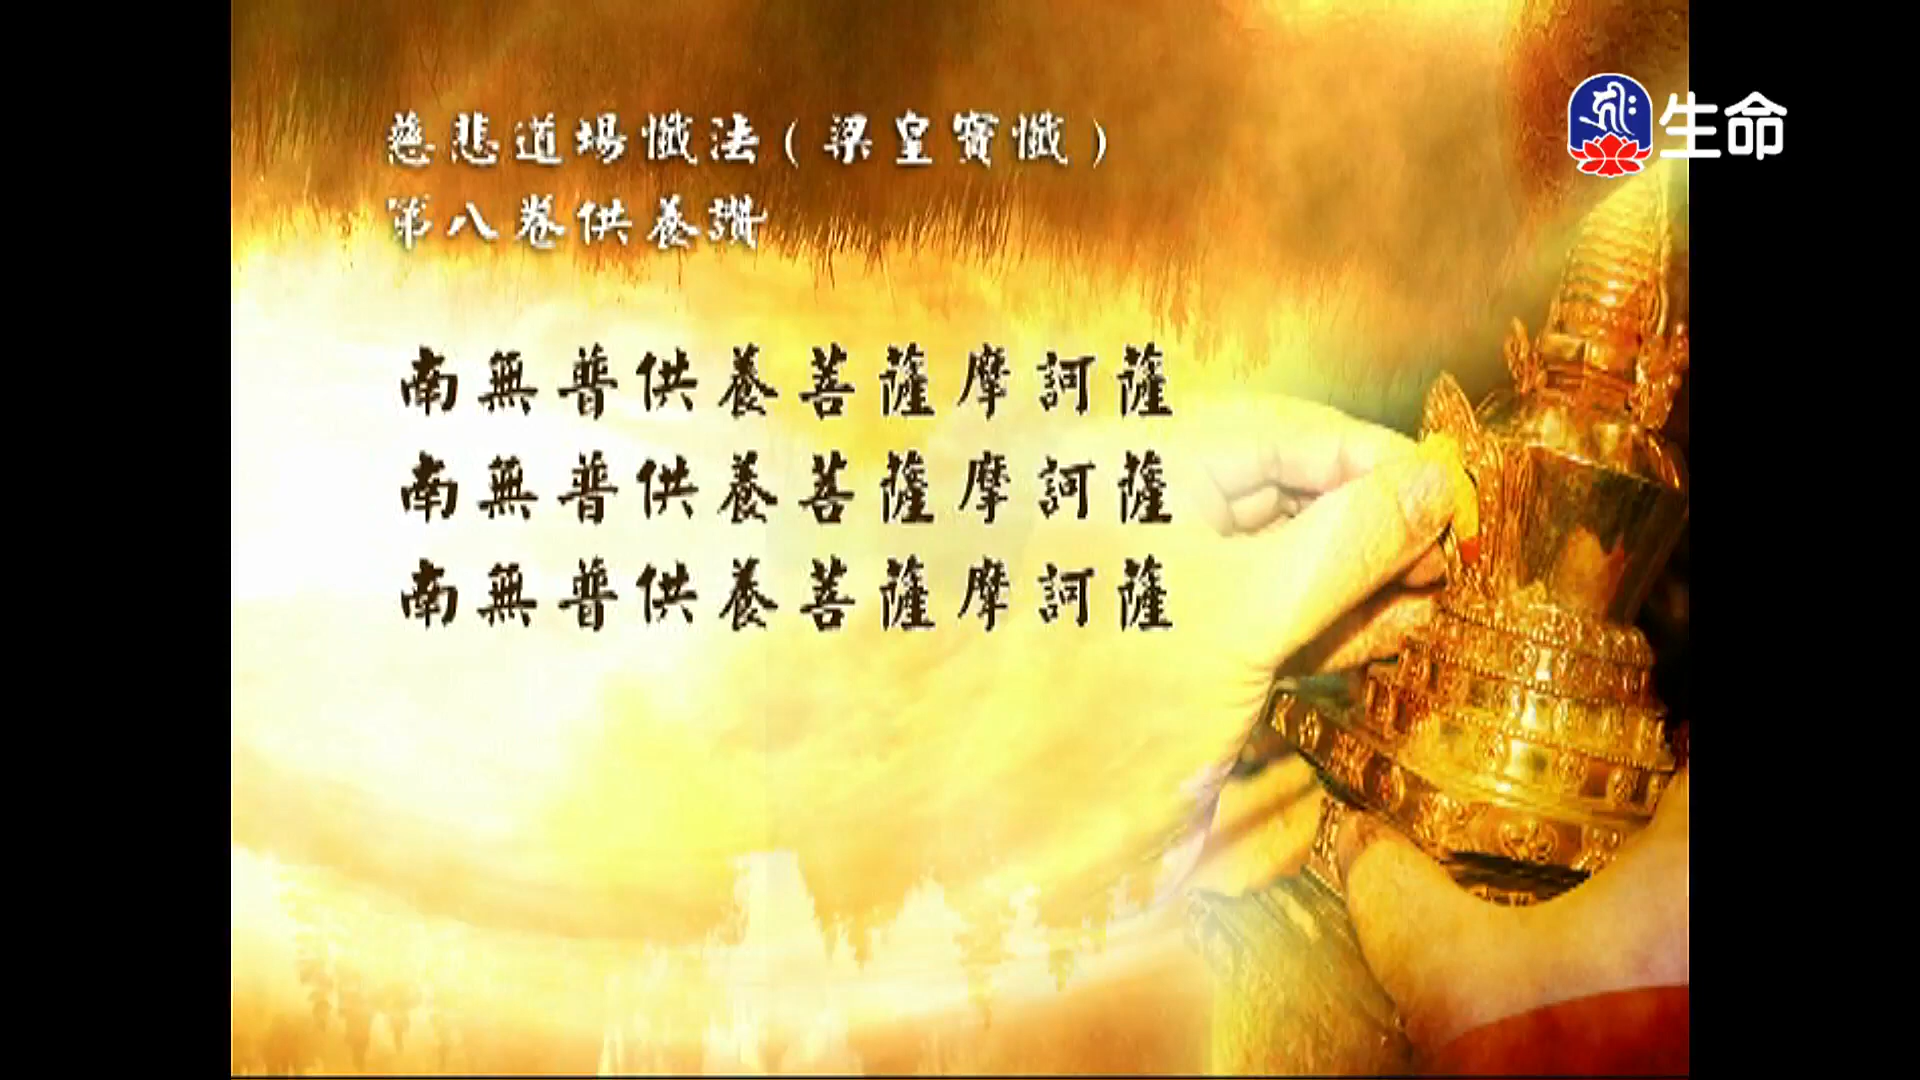 慈悲道場懺法(梁皇寶懺)
第八卷供養讚
生命
南無普供養菩薩摩訶薩
南無普供養菩薩摩訶薩
南無普供養菩薩摩訶薩